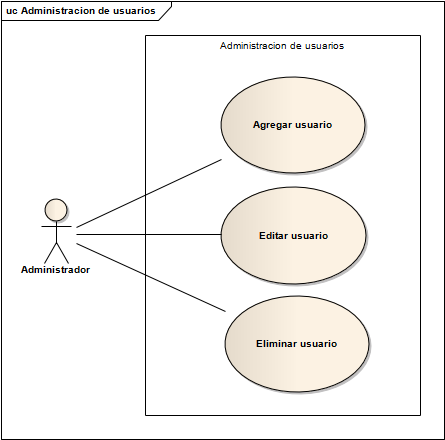 uc Administracion de usuarios
Administracion de usuarios
Agregar usuario
Editar usuario
Administrador
Eliminar usuario